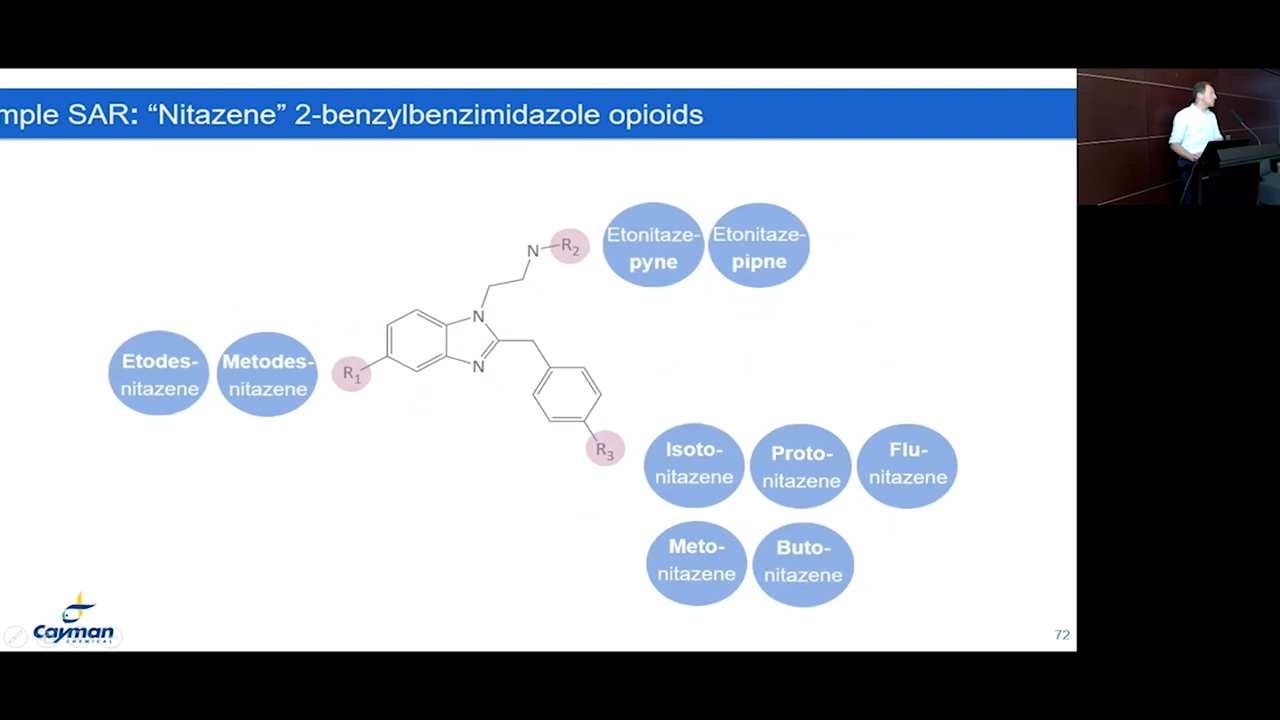 mple SAR: “Nitazene” 2-benzylbenzimidazole opioids
N
R2
Etonitaze-
pyne
Etonitaze-
pipne
N
N
R1
R3
Etodes-
nitazene
Metodes-
nitazene
Isoto-
nitazene
Proto-
nitazene
Flu-
nitazene
Meto-
nitazene
Buto-
nitazene
Cayman
CHEMICAL
72